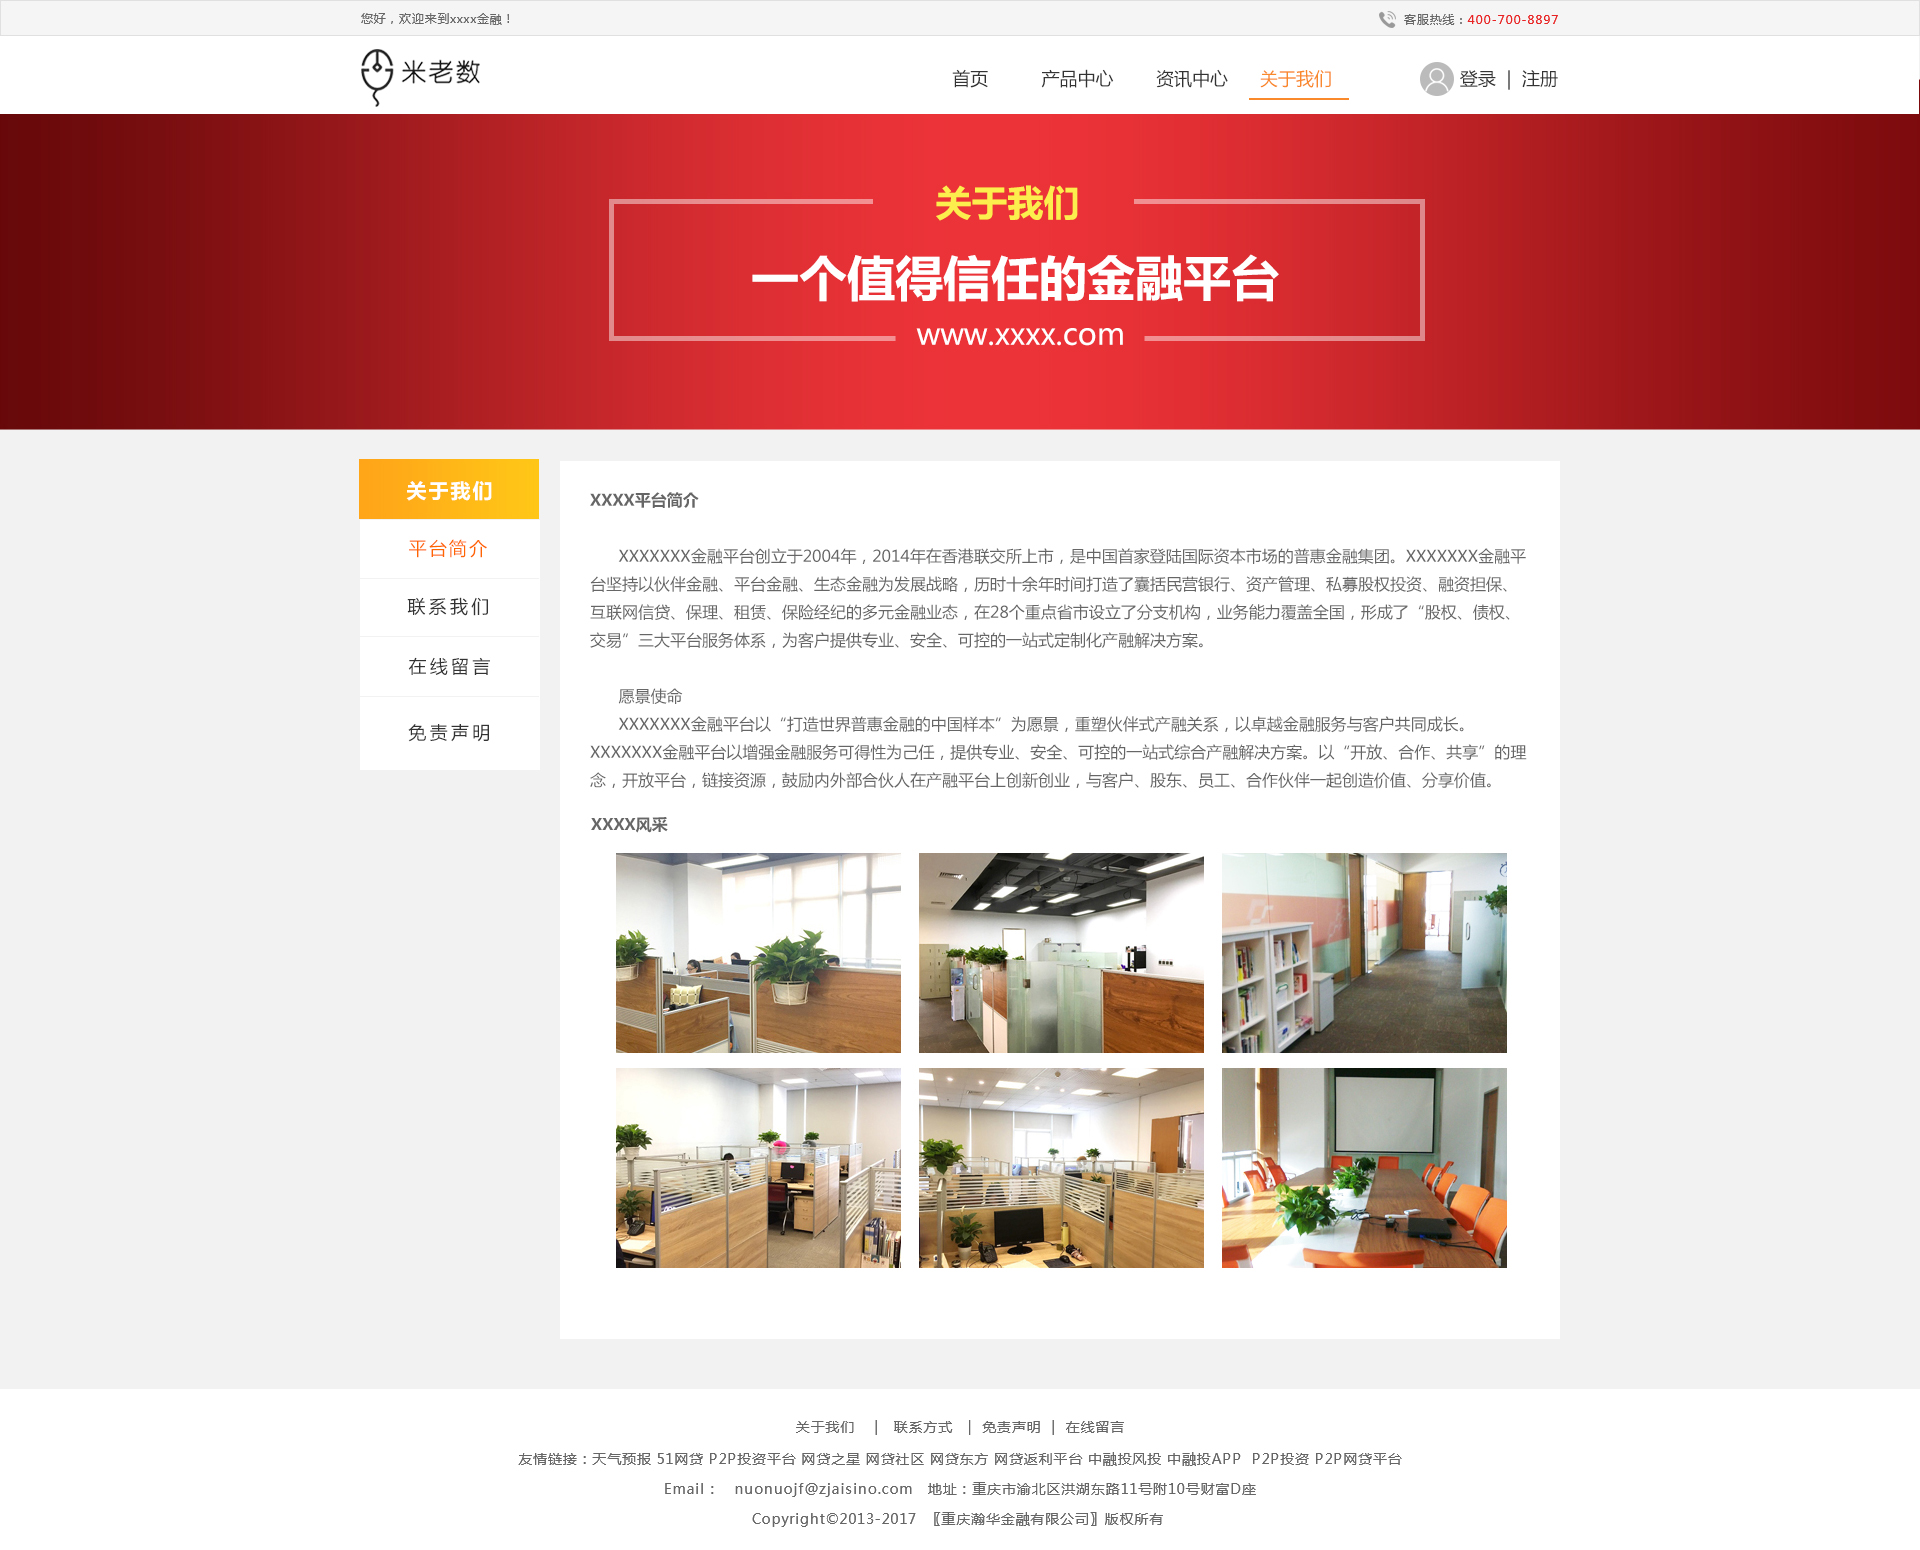 您好，欢迎来到xxxx金融！
客服热线：400-700-8897
米老数
首页 产品中心 资讯中心 关于我们 登录 | 注册
关于我们
一个值得信任的金融平台
www.xxxx.com
关于我们
平台简介
联系我们
在线留言
免责声明
XXXX平台简介
XXXXXXX金融平台创立于2004年，2014年在香港联交所上市，是中国首家登陆国际资本市场的普惠金融集团。XXXXXXX金融平
台坚持以伙伴金融、平台金融、生态金融为发展战略，历时十余年时间打造了囊括民营银行、资产管理、私募股权投资、融资担保、
互联网信贷、保理、租赁、保险经纪的多元金融业态，在28个重点省市设立了分支机构，业务能力覆盖全国，形成了“股权、债权、
交易”三大平台服务体系，为客户提供专业、安全、可控的一站式定制化产融解决方案。
愿景使命
XXXXXXX金融平台以“打造世界普惠金融的中国样本”为愿景，重塑伙伴式产融关系，以卓越金融服务与客户共同成长。
XXXXXXX金融平台以增强金融服务可得性为己任，提供专业、安全、可控的一站式综合产融解决方案。以“开放、合作、共享”的理
念，开放平台，链接资源，鼓励内外部合伙人在产融平台上创新创业，与客户、股东、员工、合作伙伴一起创造价值、分享价值。
XXXX风采
关于我们 | 联系方式 | 免责声明 | 在线留言
友情链接：天气预报 51网贷 P2P投资平台 网贷之星 网贷社区 网贷东方 网贷返利平台 中融投风投 中融投APP P2P投资 P2P网贷平台
Email： nuonuojf@zjaisino.com 地址：重庆市渝北区洪湖东路11号附10号财富D座
Copyright©2013-2017 〖重庆瀚华金融有限公司〗版权所有